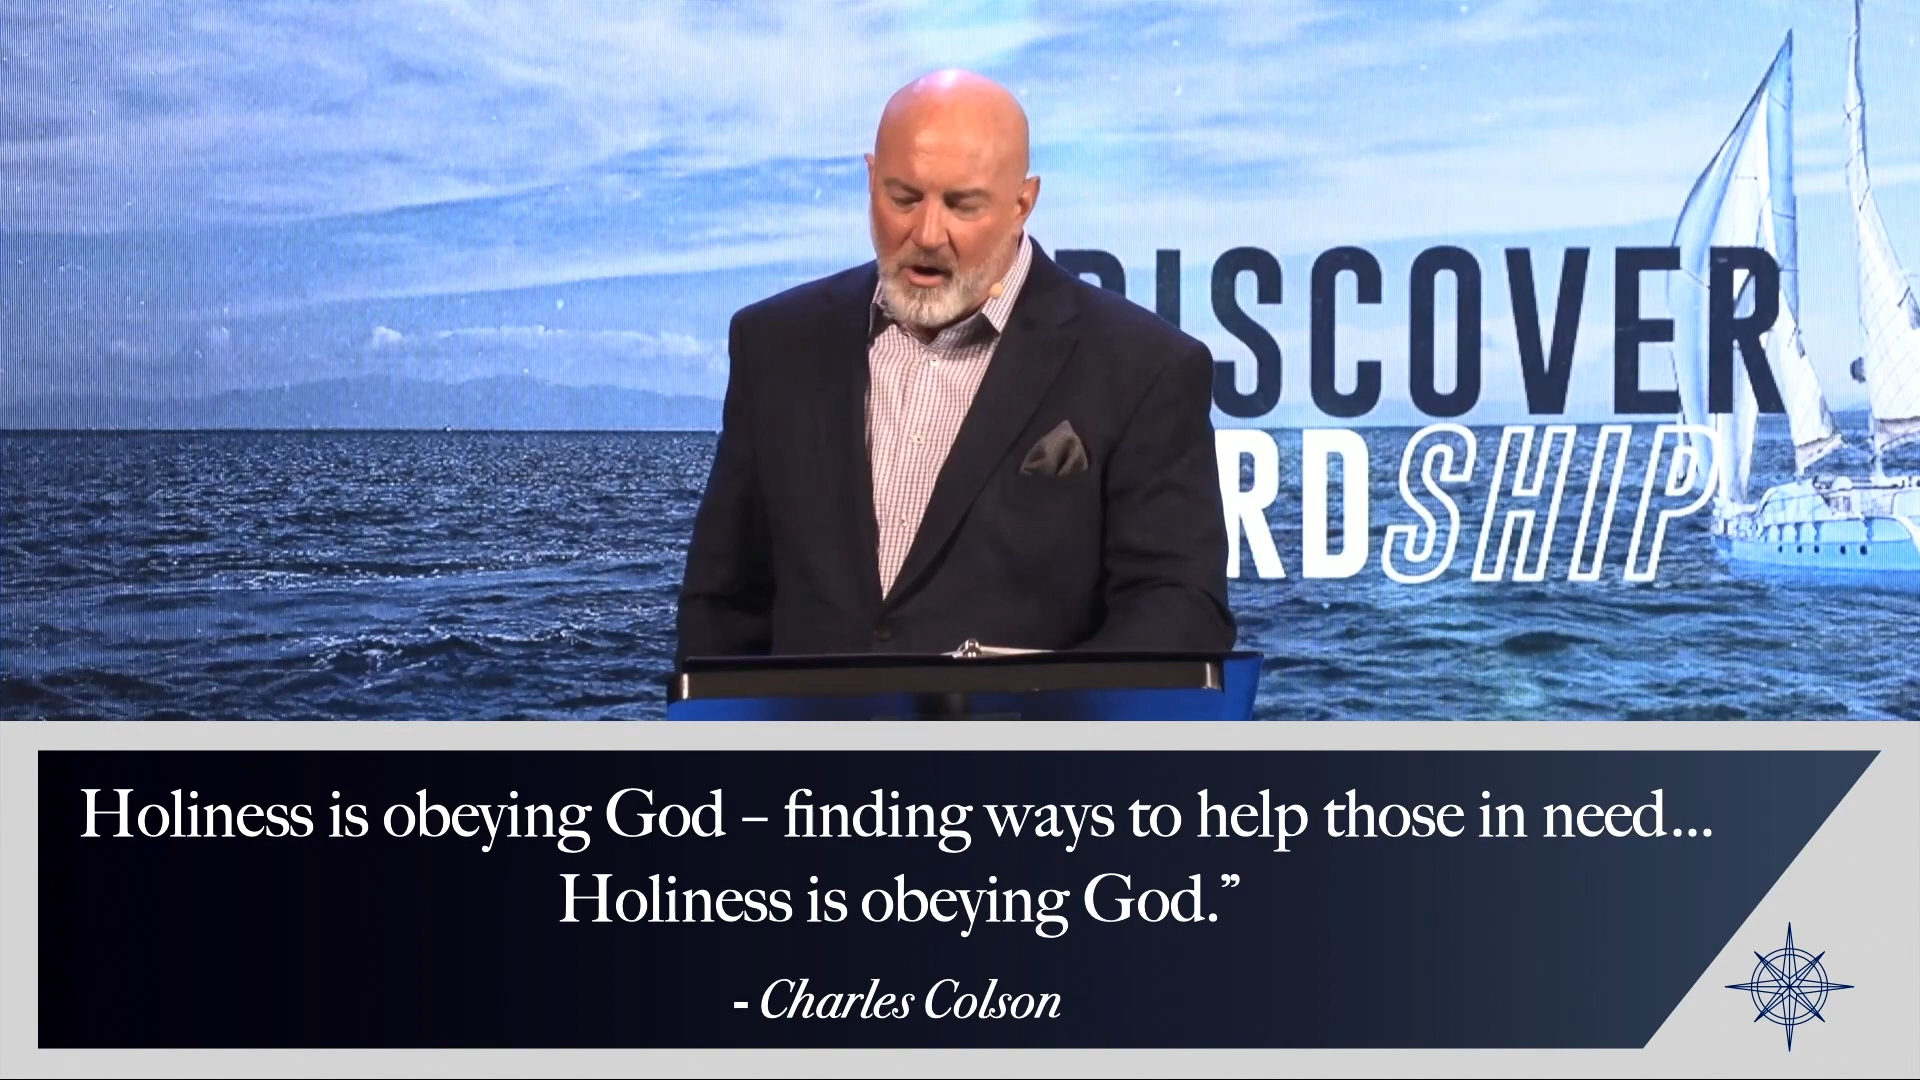 DISCOVER
RDSHIP
Holiness is obeying God – finding ways to help those in need...
Holiness is obeying God.”
- Charles Colson